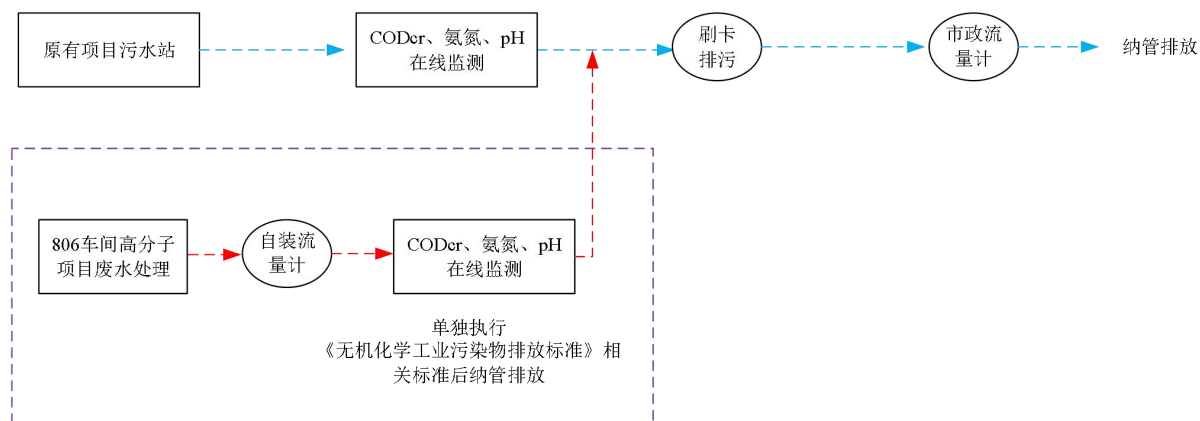 原有项目污水站
CODcr、氨氮、pH
在线监测
刷卡
排污
市政流
量计
纳管排放
806车间高分子
项目废水处理
自装流
量计
CODcr、氨氮、pH
在线监测
单独执行
《无机化学工业污染物排放标准》相
关标准后纳管排放